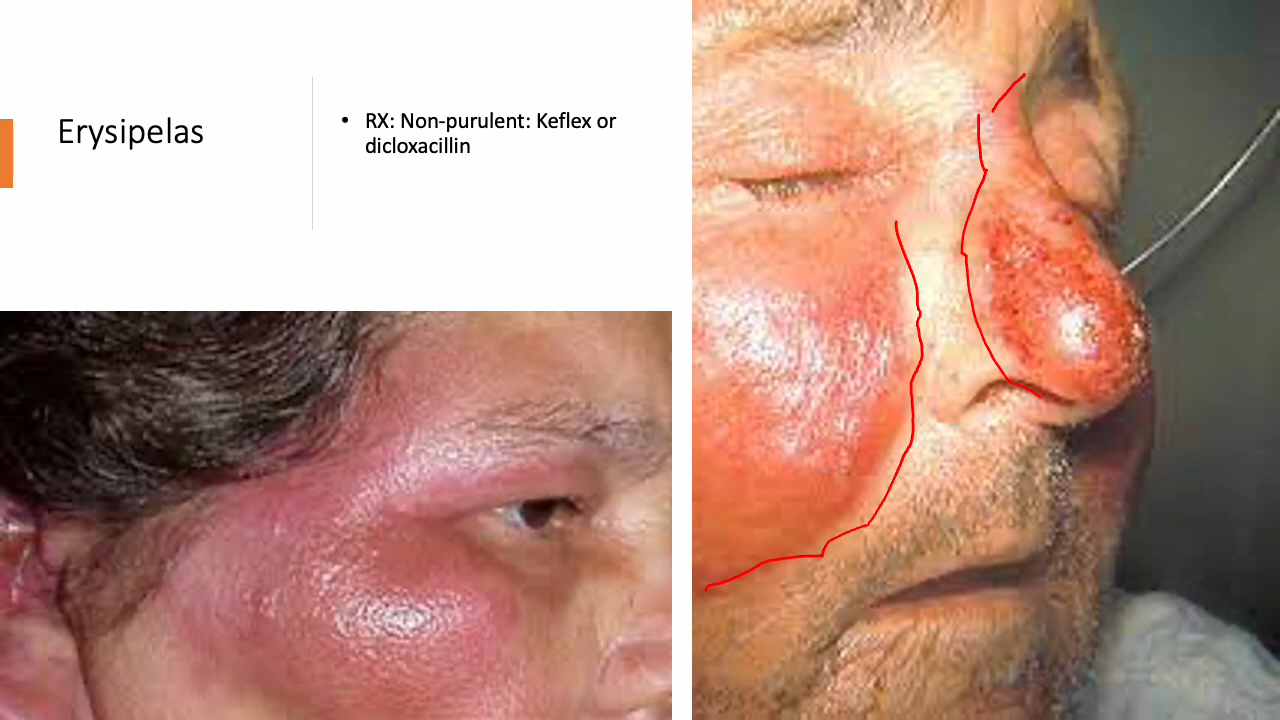 Erysipelas
• RX: Non-purulent: Keflex or
dicloxacillin